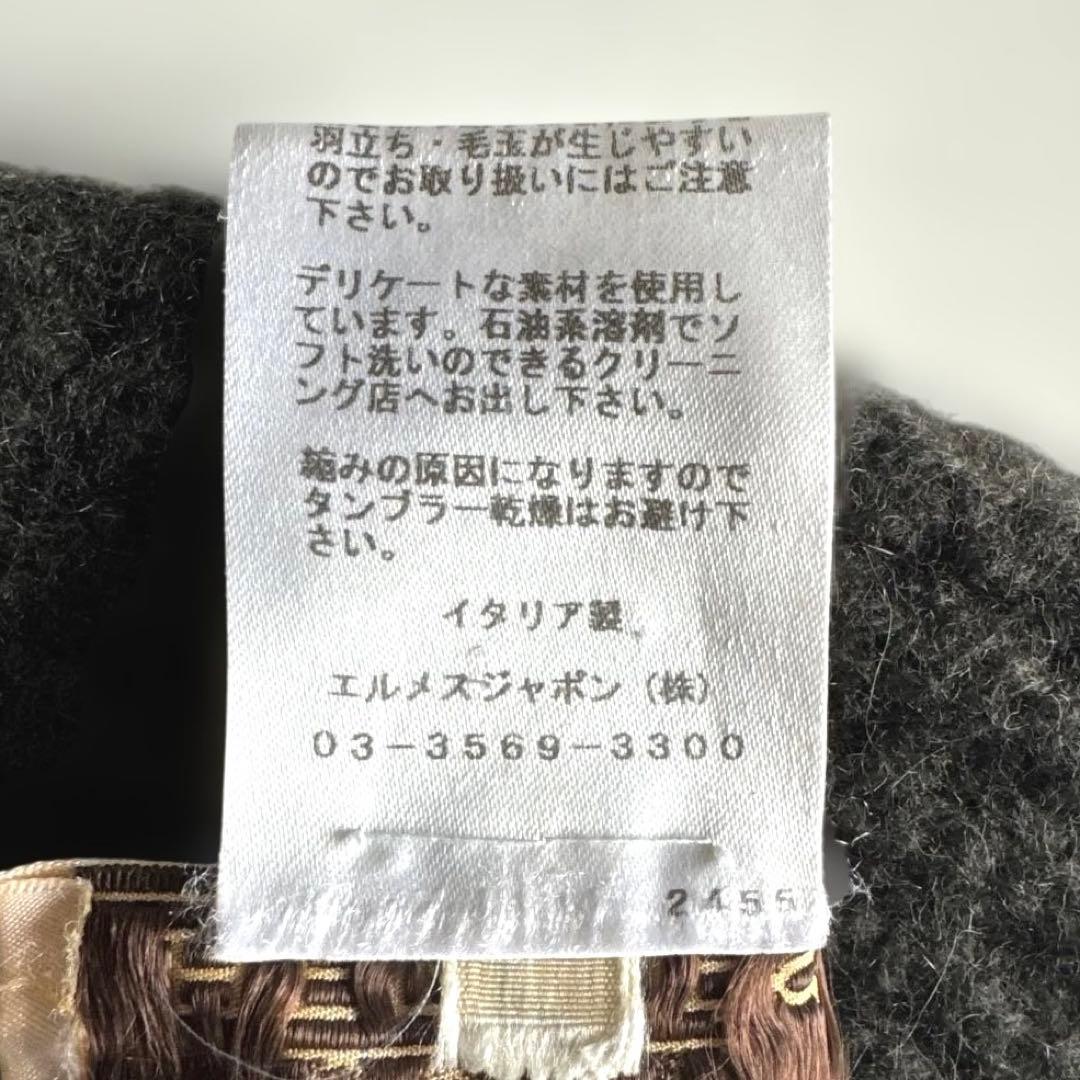 羽立ち・毛玉が生じやすい
のでお取り扱いにはご注意
下さい。
デリケートな素材を使用し
ています。石油系溶剤でソ
フト洗いのできるクリーニ
ング店へお出し下さい。
縮みの原因になりますので
タンブラー乾燥はお避け下
さい。
イタリア製
エルメスジャポン（株）
03-3569-3300